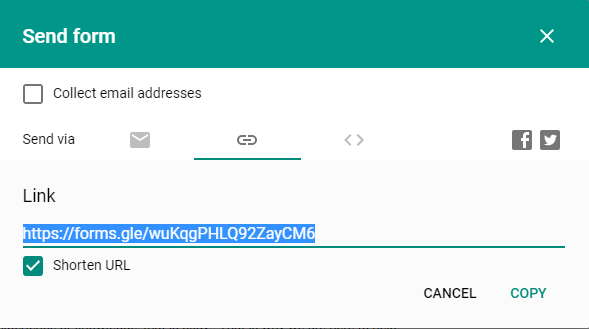 Send form
Collect email addresses
Send via
Link
https://forms.gle/wuKqgPHLQ92ZayCM6
Shorten URL
CANCEL COPY